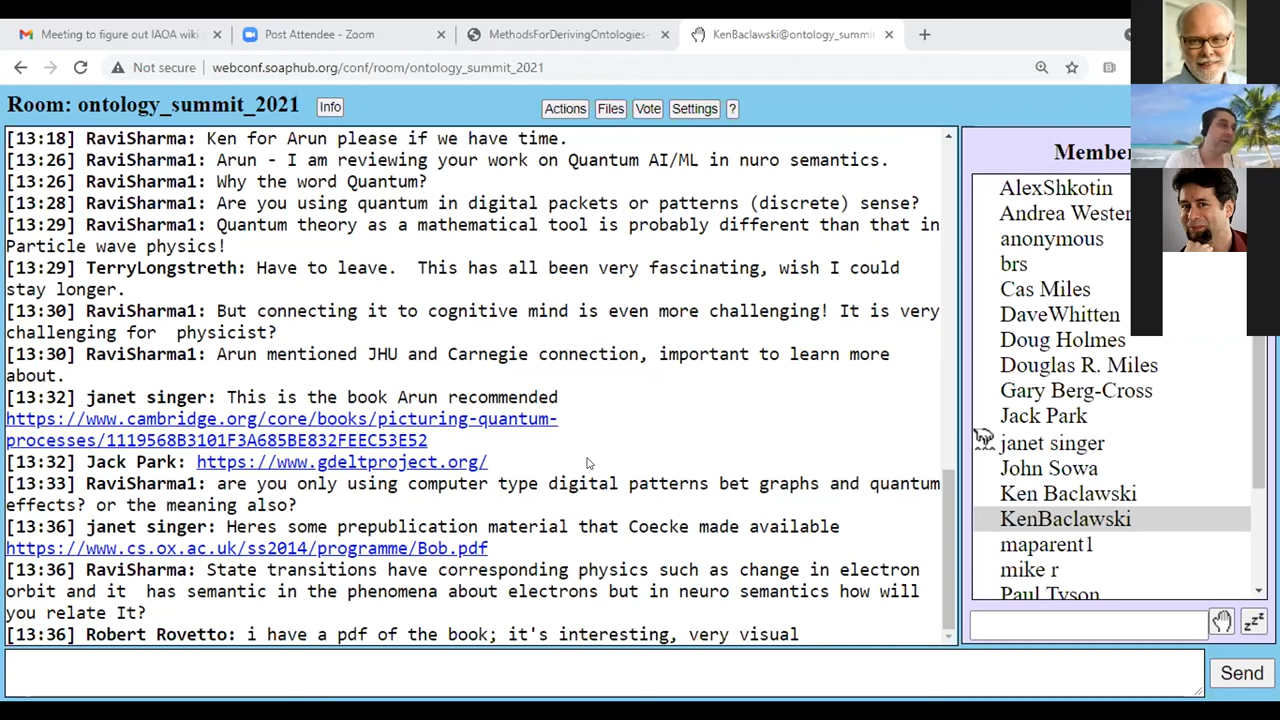 Meeting to figure out IAOA wiki
Post Attendee - Zoom
MethodsForDerivingOntologies
KenBaclawski@ontology_summit
Not secure
webconf.soaphub.org/conf/room/ontology_summit_2021
Room: ontology_summit_2021
Info
Actions
Files
Vote
Settings
?
[13:18] RaviSharma: Ken for Arun please if we have time.
[13:26] RaviSharma1: Arun - I am reviewing your work on Quantum AI/ML in nuro semantics.
[13:26] RaviSharma1: Why the word Quantum?
[13:28] RaviSharma1: Are you using quantum in digital packets or patterns (discrete) sense?
[13:29] RaviSharma1: Quantum theory as a mathematical tool is probably different than that in
Particle wave physics!
[13:29] TerryLongstreth: Have to leave.  This has all been very fascinating, wish I could
stay longer.
[13:30] RaviSharma1: But connecting it to cognitive mind is even more challenging! It is very
challenging for  physicist?
[13:30] RaviSharma1: Arun mentioned JHU and Carnegie connection, important to learn more
about.
[13:32] janet singer: This is the book Arun recommended
https://www.cambridge.org/core/books/picturing-quantum-
processes/1119568B3101F3A685BE832FEEC53E52
[13:32] Jack Park: https://www.gdeltproject.org/
[13:33] RaviSharma1: are you only using computer type digital patterns bet graphs and quantum
effects? or the meaning also?
[13:36] janet singer: Heres some prepublication material that Coecke made available
https://www.cs.ox.ac.uk/ss2014/programme/Bob.pdf
[13:36] RaviSharma: State transitions have corresponding physics such as change in electron
orbit and it  has semantic in the phenomena about electrons but in neuro semantics how will
you relate It?
[13:36] Robert Rovetto: i have a pdf of the book; it's interesting, very visual
Member
AlexShkotin
Andrea Wester
anonymous
brs
Cas Miles
DaveWhitten
Doug Holmes
Douglas R. Miles
Gary Berg-Cross
Jack Park
janet singer
John Sowa
Ken Baclawski
KenBaclawski
maparent1
mike r
Paul Tyson
zzz
Send